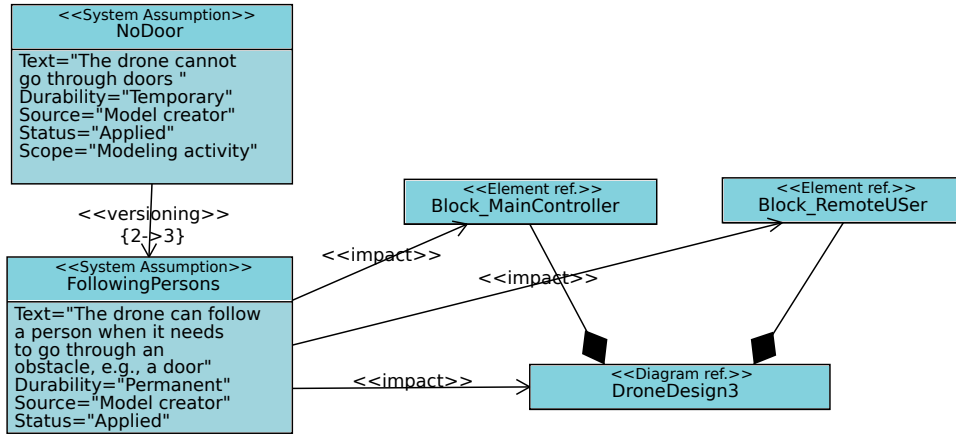 <<System Assumption>>
NoDoor
Text="The drone cannot
go through doors "
Durability="Temporary"
Source="Model creator"
Status="Applied"
Scope="Modeling activity"
<<versioning>>
{2->3}
<<System Assumption>>
FollowingPersons
Text="The drone can follow
a person when it needs
to go through an
obstacle, e.g., a door"
Durability="Permanent"
Source="Model creator"
Status="Applied"
<<Element ref.>>
Block_MainController
<<Element ref.>>
Block_RemoteUSer
<<impact>>
<<impact>>
<<impact>>
<<Diagram ref.>>
DroneDesign3